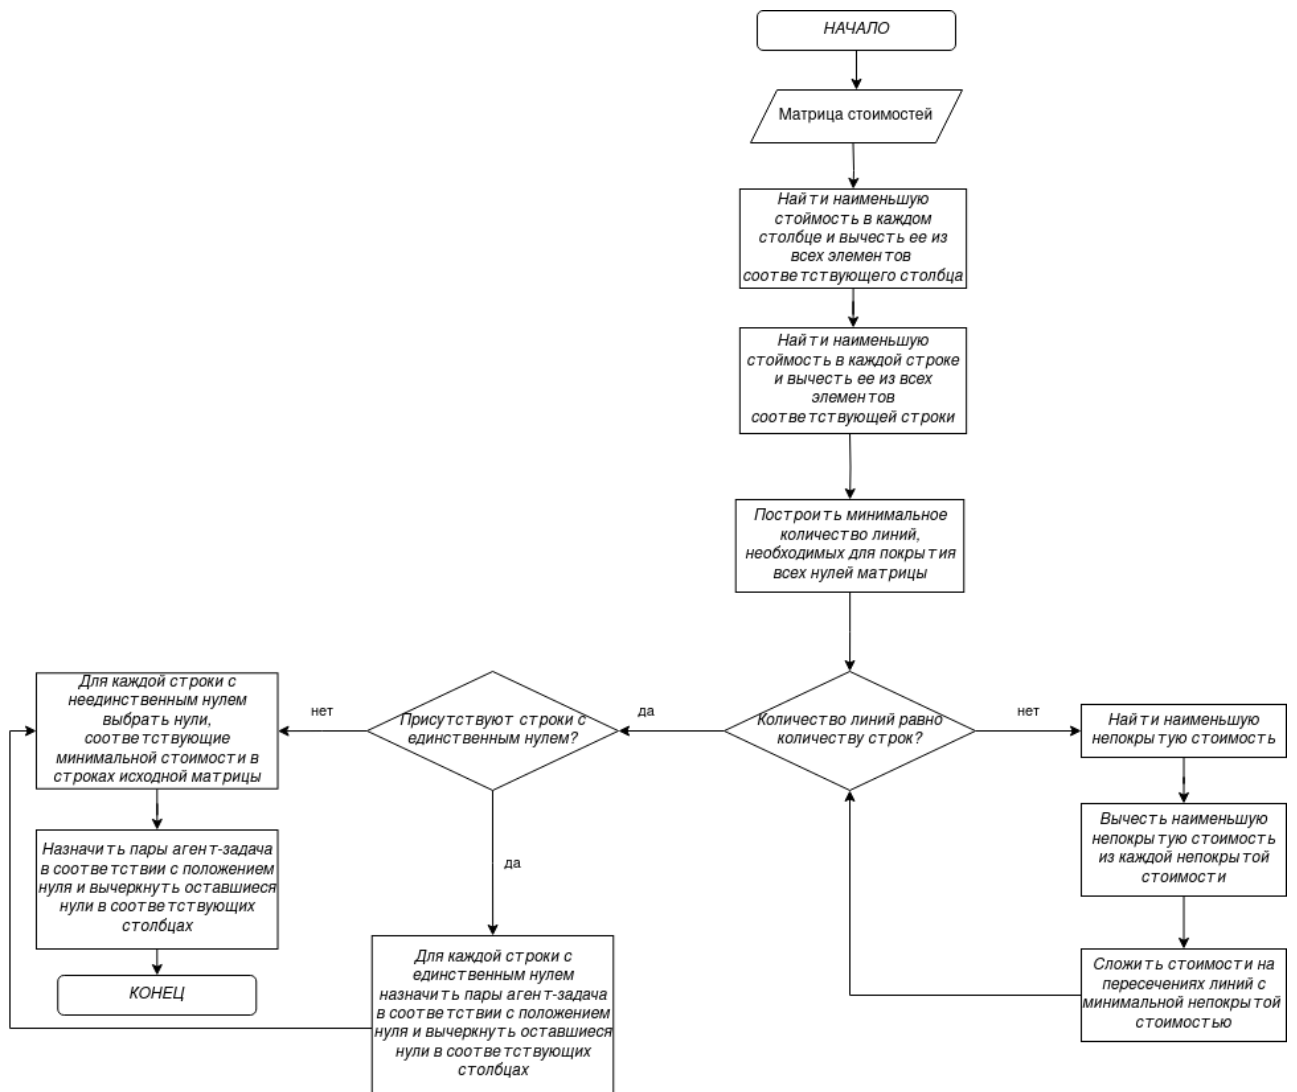 НАЧАЛО
Матрица стоимостей
Найти наименьшую
стоймость в каждом
столбце и вычесть ее из
всех элементов
соответствующего столбца
Найти наименьшую
стоймость в каждой строке
и вычесть ее из всех
элементов
соответствующей строки
Построить минимальное
количество линий,
необходимых для покрытия
всех нулей матрицы
Количество линий равно
количеству строк?
да
нет
Присутствуют строки с
единственным нулем?
нет
да
Для каждой строки с
неединственным нулем
выбрать нули,
соответствующие
минимальной стоимости в
строках исходной матрицы
Назначить пары агент-задача
в соответствии с положением
нуля и вычеркнуть оставшиеся
нули в соответствующих
столбцах
КОНЕЦ
Для каждой строки с
единственным нулем
назначить пары агент-задача
в соответствии с положением
нуля и вычеркнуть оставшиеся
нули в соответствующих
столбцах
Найти наименьшую
непокрытую стоимость
Вычесть наименьшую
непокрытую стоимость
из каждой непокрытой
стоимости
Сложить стоимости на
пересечениях линий с
минимальной непокрытой
стоимостью